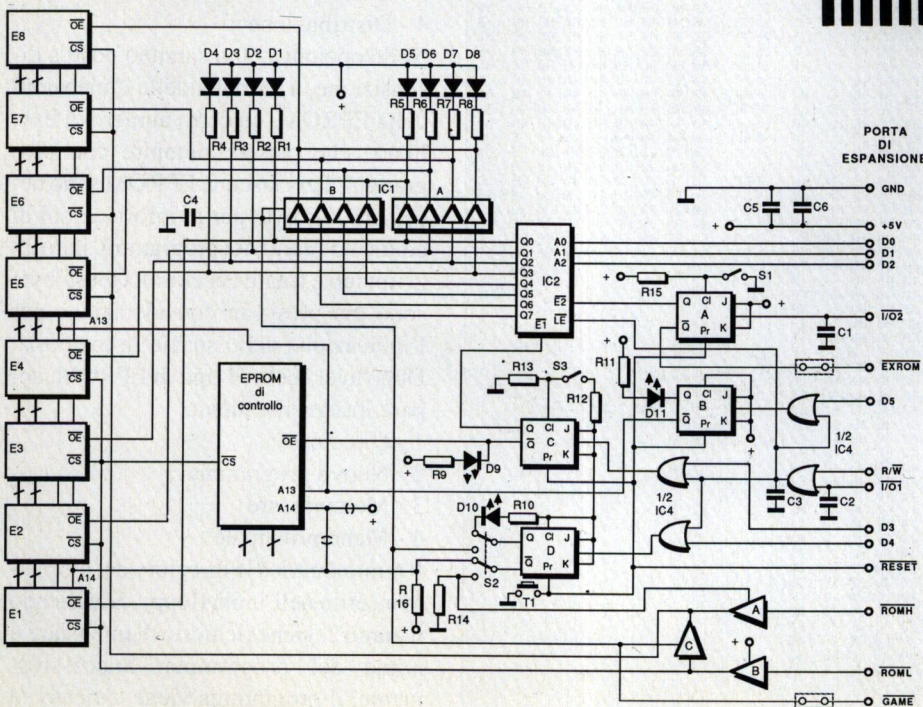 E8
OE
CS
E7
OE
CS
E6
OE
CS
E5
OE
CS
A13
E4
OE
CS
E3
OE
CS
E2
OE
CS
A14
E1
OE
CS
D4 D3 D2 D1
R4 R3 R2 R1
+
D5 D6 D7 D8
R5 R6 R7 R8
C4
B IC1 A
Q0 A0
Q1 A1
Q2 A2
Q3
Q4 IC2
Q5
Q6 E2
Q7 LE
E1
EPROM
di
controllo
OE
CS
A13
A14
+
R13
S3
R12
Q Cl J
C
Q Pr K
+
R9
D9
D10
R10
Q Cl J
D
Q Pr K
S2
T1
R
16
R14
+
R15
S1
Q Cl J
A
Q Pr K
+
R11
D11
Q Cl J
B
Q Pr K
+
C5
C6
+
C1
1/2
IC4
1/2
IC4
C3
C2
A
C
+
B
PORTA
DI
ESPANSIONE
GND
+5V
D0
D1
D2
I/O2
EXROM
D5
R/W
I/O1
D3
D4
RESET
ROMH
ROML
GAME